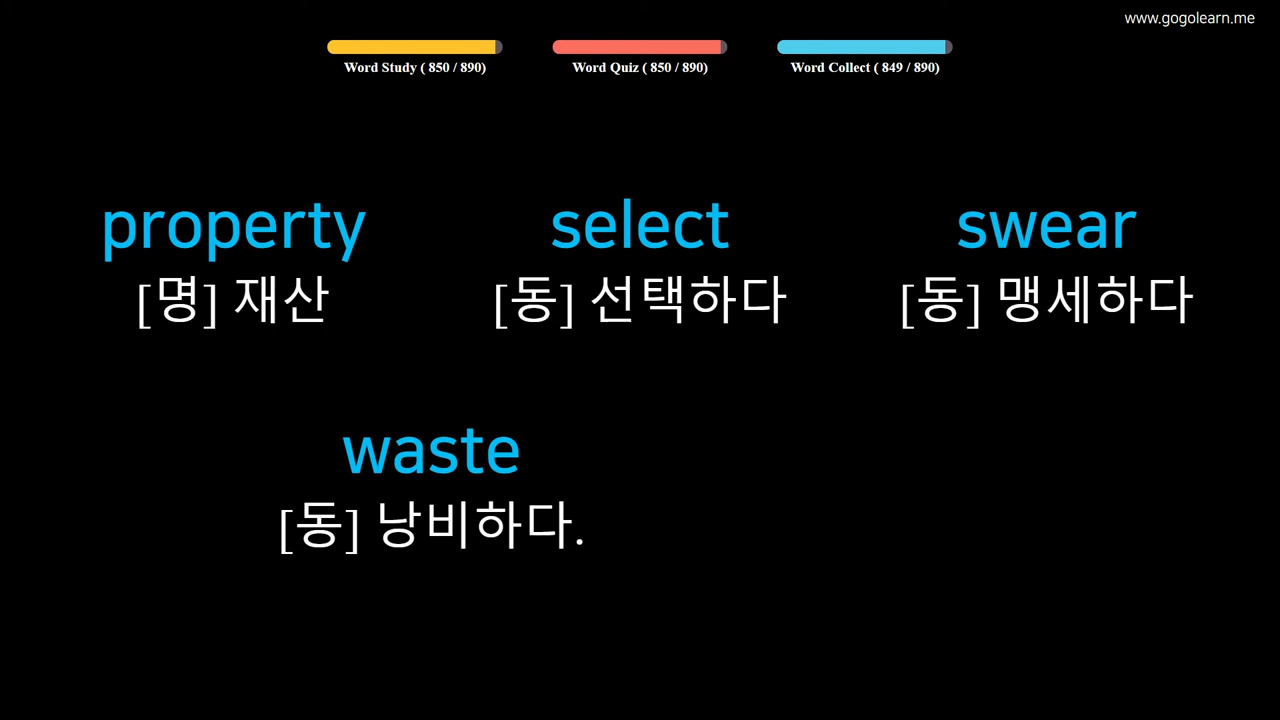 www.gogolearn.me
Word Study ( 850 / 890)
Word Quiz ( 850 / 890)
Word Collect ( 849 / 890)
property
[명] 재산
select
[동] 선택하다
swear
[동] 맹세하다
waste
[동] 낭비하다.